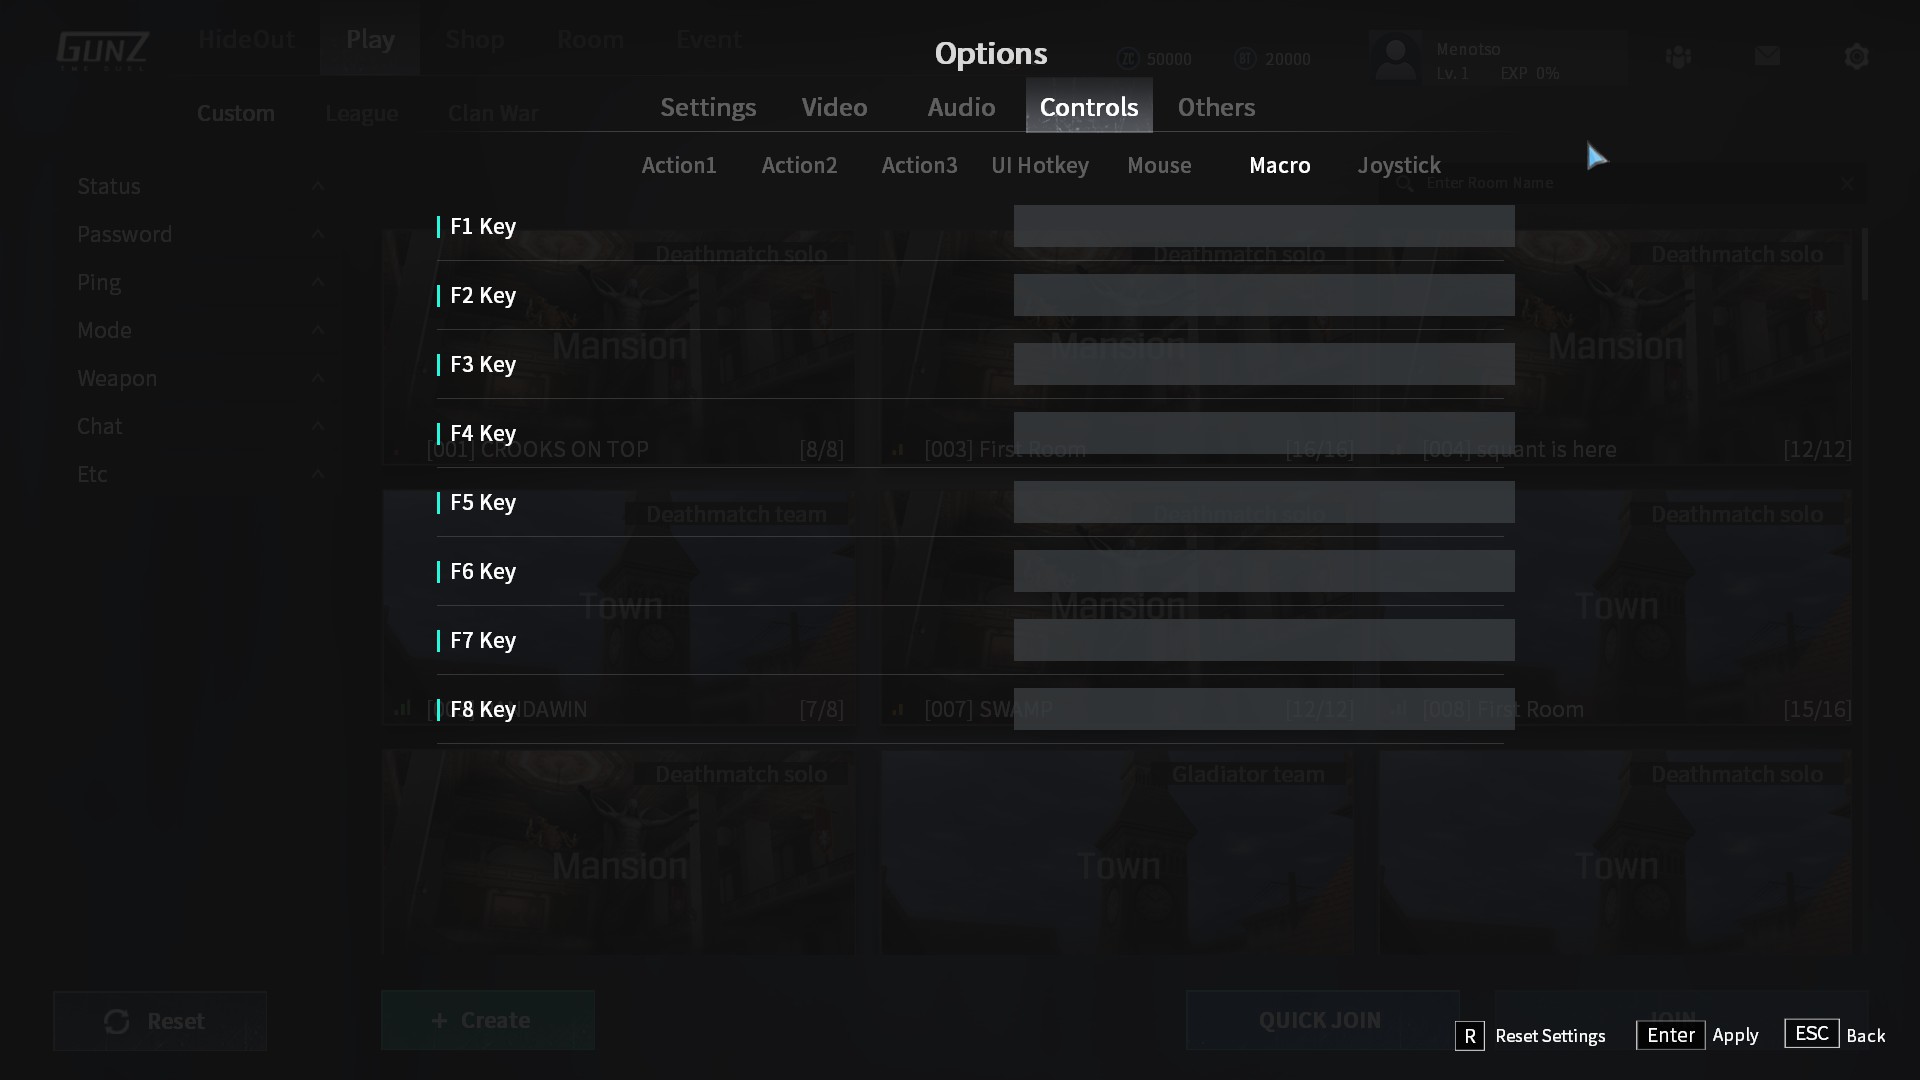 GUNZ
HideOut Play Shop Room Event
Options
ZC 50000 BT 20000
Menotso
Lv. 1 EXP 0%
Custom League Clan War
Settings Video Audio Controls Others
Action1 Action2 Action3 UI Hotkey Mouse Macro Joystick
Enter Room Name
Status
Password
Ping
Mode
Weapon
Chat
Etc
F1 Key
Deathmatch solo Deathmatch solo Deathmatch solo
F2 Key
Mansion Mansion Mansion
F3 Key
F4 Key
[001] CROOKS ON TOP [8/8] [003] First Room [16/16] [004] squant is here [12/12]
F5 Key
Deathmatch team Deathmatch solo Deathmatch solo
F6 Key
Town Mansion Town
F7 Key
F8 Key
[7/8] [007] SWAMP [12/12] [008] First Room [15/16]
Deathmatch solo Gladiator team Deathmatch solo
Mansion Town Town
Reset + Create QUICK JOIN JOIN
R Reset Settings Enter Apply ESC Back